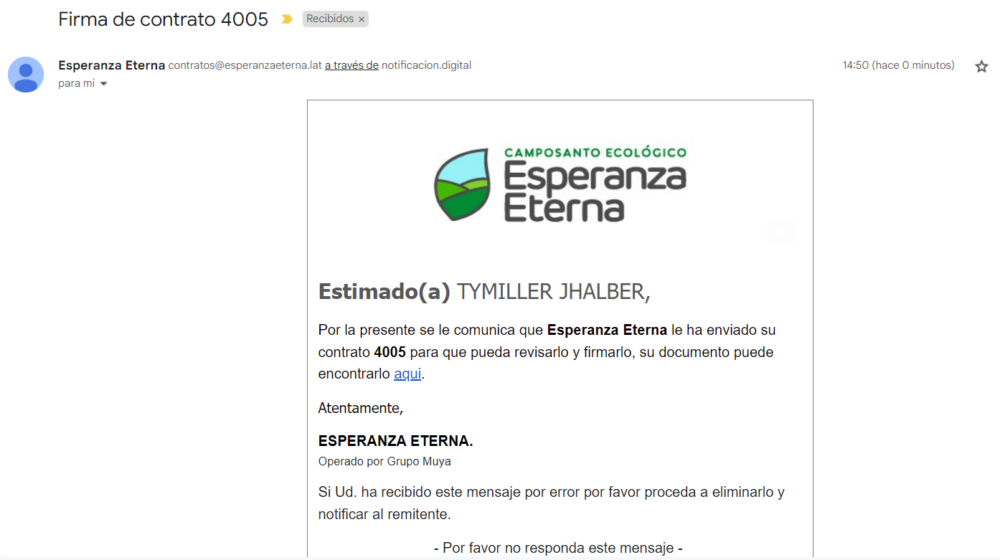 Firma de contrato 4005 Recibidos ×
Esperanza Eterna contratos@esperanzaeterna.lat a través de notificacion.digital 14:50 (hace 0 minutos)
para mí
CAMPOSANTO ECOLÓGICO
Esperanza
Eterna
Estimado(a) TYMILLER JHALBER,
Por la presente se le comunica que Esperanza Eterna le ha enviado su
contrato 4005 para que pueda revisarlo y firmarlo, su documento puede
encontrarlo aqui.
Atentamente,
ESPERANZA ETERNA.
Operado por Grupo Muya
Si Ud. ha recibido este mensaje por error por favor proceda a eliminarlo y
notificar al remitente.
- Por favor no responda este mensaje -